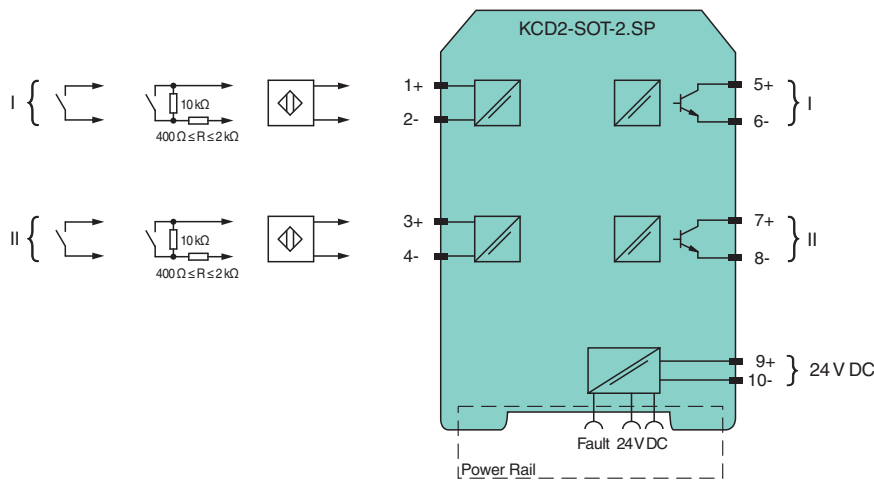 KCD2-SOT-2.SP
I
10 kΩ
400 Ω ≤ R ≤ 2 kΩ
1+
2-
5+
6-
I
II
10 kΩ
400 Ω ≤ R ≤ 2 kΩ
3+
4-
7+
8-
II
9+
10-
24 V DC
Fault 24 V DC
Power Rail